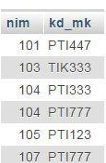 nim kd_mk
101 PTI447
103 TIK333
104 PTI333
104 PTI777
105 PTI123
107 PTI777